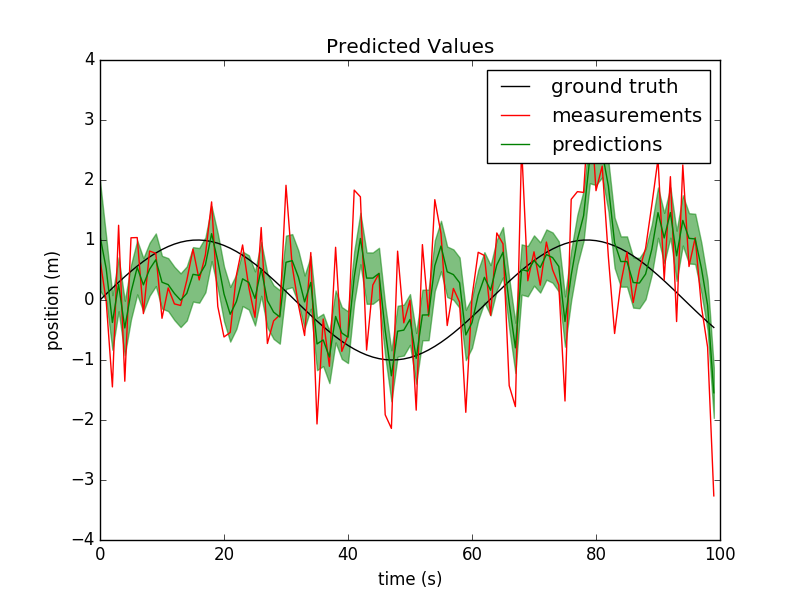 Predicted Values
4
3
2
1
0
−1
−2
−3
−4
position (m)
ground truth
measurements
predictions
0 20 40 60 80 100
time (s)